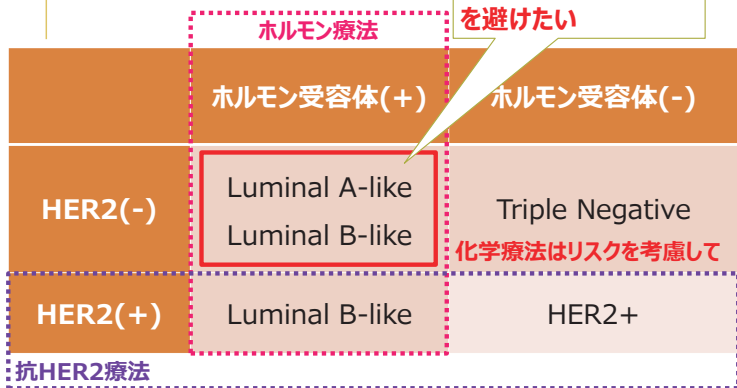 ホルモン療法
を避けたい
ホルモン受容体(+)
ホルモン受容体(-)
HER2(-)
Luminal A-like
Luminal B-like
Triple Negative
化学療法はリスクを考慮して
HER2(+)
Luminal B-like
HER2+
抗HER2療法